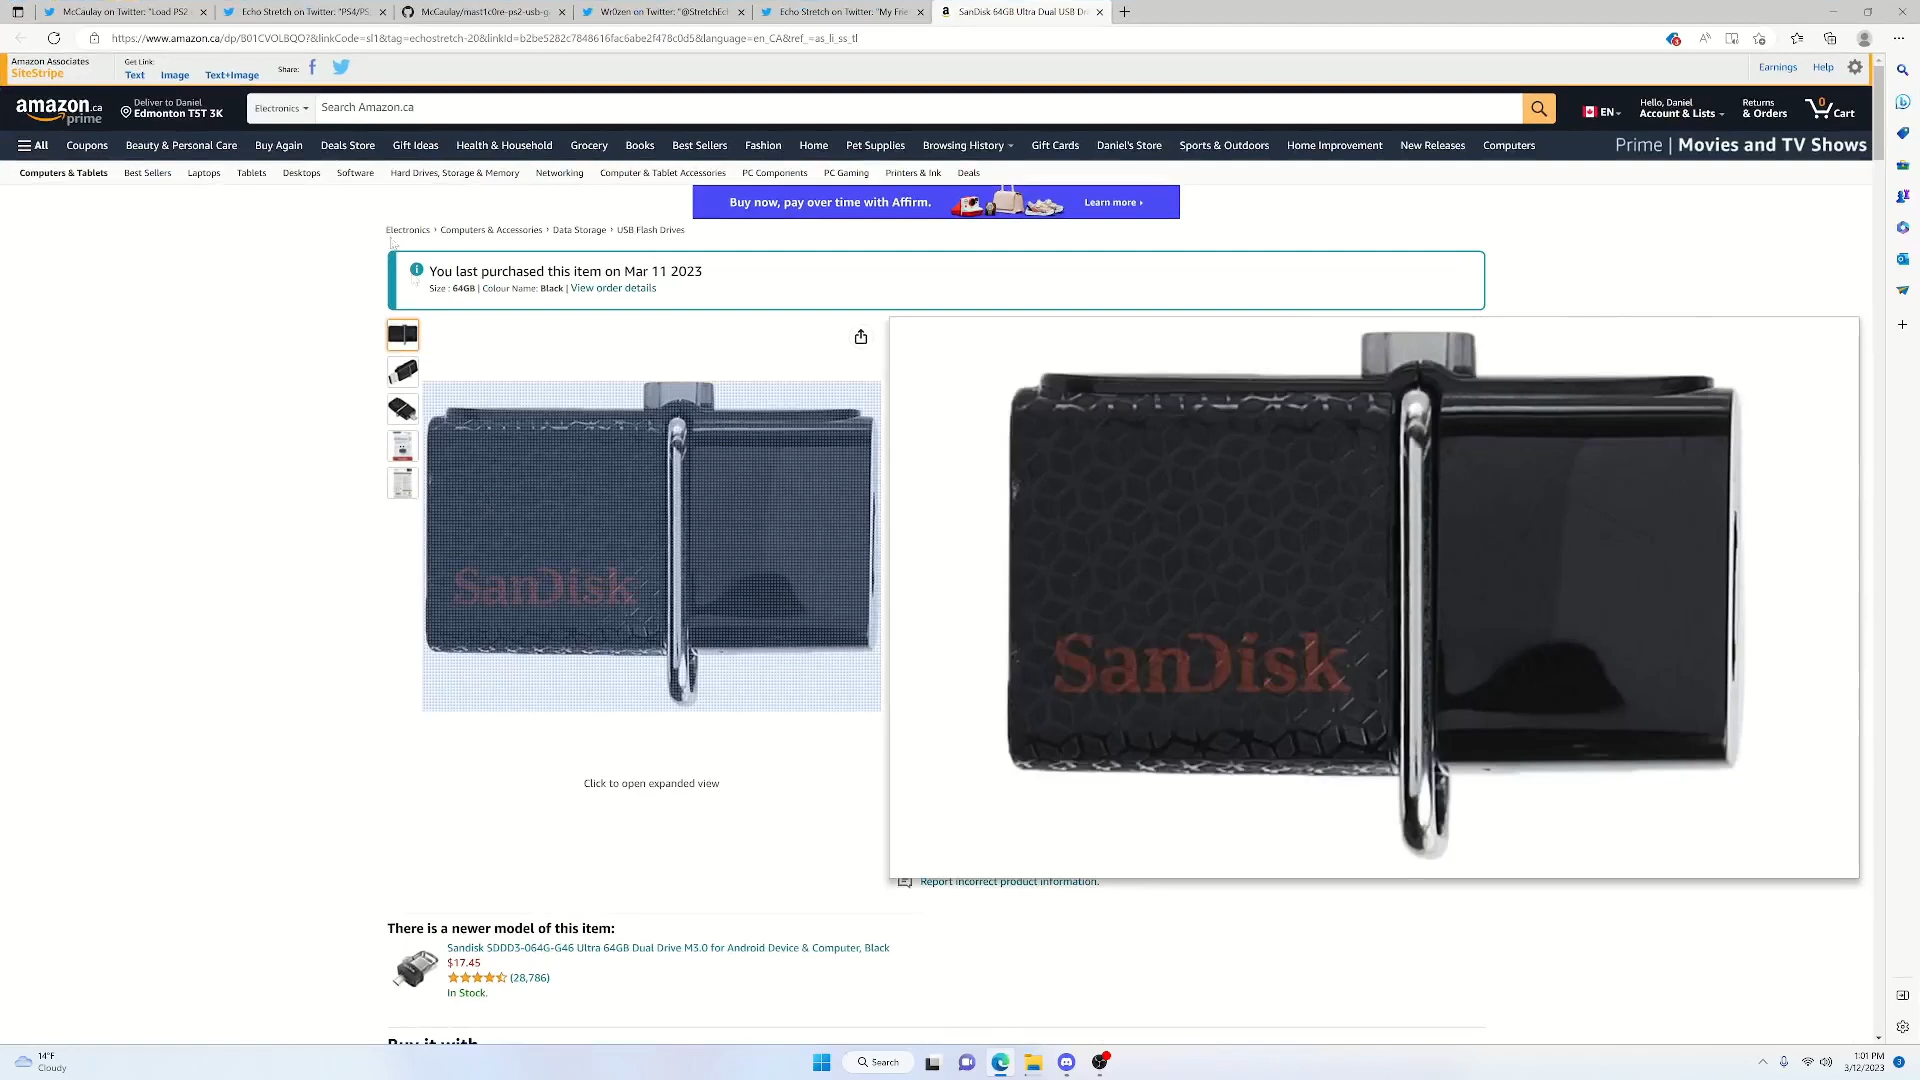 McCaulay on Twitter: "Load PS2
Echo Stretch on Twitter: "PS4/PS
McCaulay/mast1c0re-ps2-usb-g
Wr0zen on Twitter: "@StretchEc
Echo Stretch on Twitter: "My Frie
SanDisk 64GB Ultra Dual USB Dri
https://www.amazon.ca/dp/B01CVOLBQO?&linkCode=sl1&tag=echostretch-20&linkId=b2be5282c7848616fac6abe2f478c0d5&language=en_CA&ref_=as_li_ss_tl
Amazon Associates
SiteStripe
Get Link:
Text Image Text+Image
Share:
Earnings Help
amazon.ca
prime
Deliver to Daniel
Edmonton T5T 3K
Electronics
Search Amazon.ca
EN
Hello, Daniel
Account & Lists
Returns
& Orders
0
Cart
All Coupons Beauty & Personal Care Buy Again Deals Store Gift Ideas Health & Household Grocery Books Best Sellers Fashion Home Pet Supplies Browsing History Gift Cards Daniel's Store Sports & Outdoors Home Improvement New Releases Computers
Prime | Movies and TV Shows
Computers & Tablets Best Sellers Laptops Tablets Desktops Software Hard Drives, Storage & Memory Networking Computer & Tablet Accessories PC Components PC Gaming Printers & Ink Deals
Buy now, pay over time with Affirm. Learn more ›
Electronics › Computers & Accessories › Data Storage › USB Flash Drives
You last purchased this item on Mar 11 2023
Size : 64GB | Colour Name: Black | View order details
SanDisk
SanDisk
Click to open expanded view
Report incorrect product information.
There is a newer model of this item:
Sandisk SDDD3-064G-G46 Ultra 64GB Dual Drive M3.0 for Android Device & Computer, Black
$17.45
(28,786)
In Stock.
Buy it with
14°F
Cloudy
Search
1:01 PM
3/12/2023
3